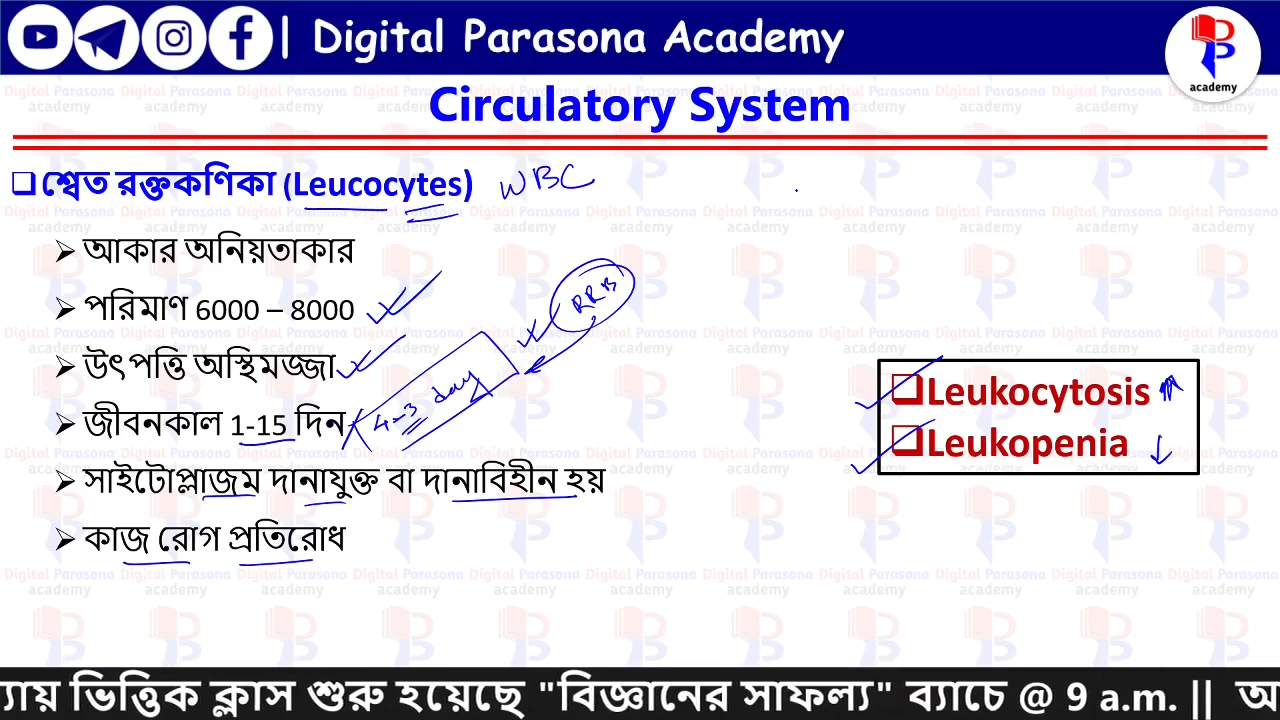 | Digital Parasona Academy
B
academy
Circulatory System
❑ শ্বেত রক্তকণিকা (Leucocytes) WBC
➢ আকার অনিয়তাকার
➢ পরিমাণ 6000 – 8000
RRB
➢ উৎপত্তি অস্থিমজ্জা
➢ জীবনকাল 1-15 দিন
day
➢ সাইটোপ্লাজম দানাযুক্ত বা দানাবিহীন হয়
➢ কাজ রোগ প্রতিরোধ
❑Leukocytosis ↑
❑Leukopenia ↓
্যায় ভিত্তিক ক্লাস শুরু হয়েছে "বিজ্ঞানের সাফল্য" ব্যাচে @ 9 a.m. || অ